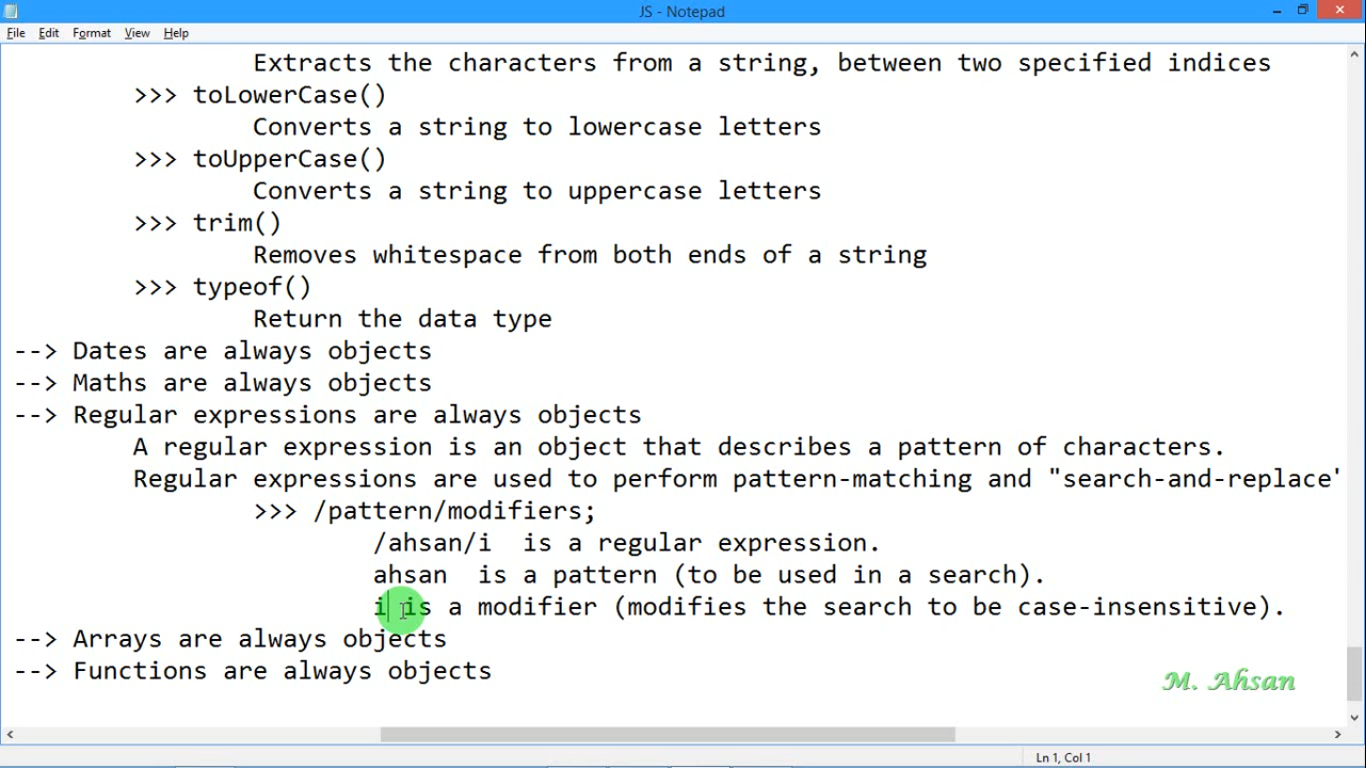 JS - Notepad
File Edit Format View Help
Extracts the characters from a string, between two specified indices
>>> toLowerCase()
Converts a string to lowercase letters
>>> toUpperCase()
Converts a string to uppercase letters
>>> trim()
Removes whitespace from both ends of a string
>>> typeof()
Return the data type
--> Dates are always objects
--> Maths are always objects
--> Regular expressions are always objects
A regular expression is an object that describes a pattern of characters.
Regular expressions are used to perform pattern-matching and "search-and-replace'
>>> /pattern/modifiers;
/ahsan/i  is a regular expression.
ahsan  is a pattern (to be used in a search).
i is a modifier (modifies the search to be case-insensitive).
--> Arrays are always objects
--> Functions are always objects
M. Ahsan
Ln 1, Col 1